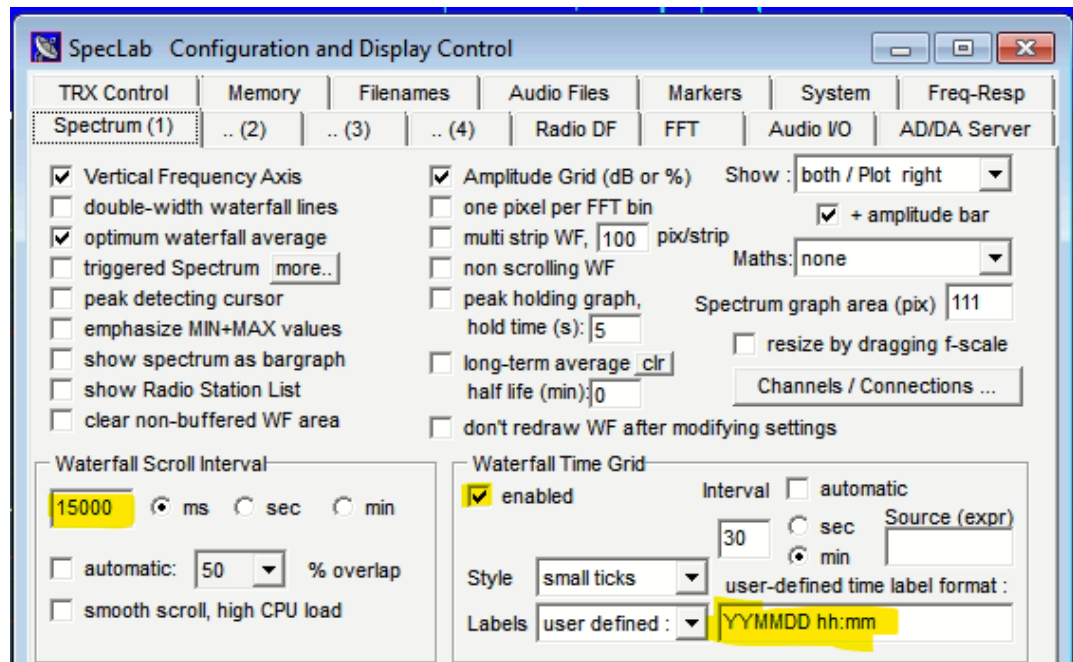 SpecLab Configuration and Display Control
TRX Control Memory Filenames Audio Files Markers System Freq-Resp
Spectrum (1) .. (2) .. (3) .. (4) Radio DF FFT Audio I/O AD/DA Server
Vertical Frequency Axis
double-width waterfall lines
optimum waterfall average
triggered Spectrum more..
peak detecting cursor
emphasize MIN+MAX values
show spectrum as bargraph
show Radio Station List
clear non-buffered WF area
Amplitude Grid (dB or %)
one pixel per FFT bin
multi strip WF, 100 pix/strip
non scrolling WF
peak holding graph,
hold time (s): 5
long-term average clr
half life (min): 0
don't redraw WF after modifying settings
Show : both / Plot right
+ amplitude bar
Maths: none
Spectrum graph area (pix) 111
resize by dragging f-scale
Channels / Connections ...
Waterfall Scroll Interval
15000 ms sec min
automatic: 50 % overlap
smooth scroll, high CPU load
Waterfall Time Grid
enabled Interval automatic
30 sec Source (expr)
min
Style small ticks user-defined time label format :
Labels user defined : YYMMDD hh:mm